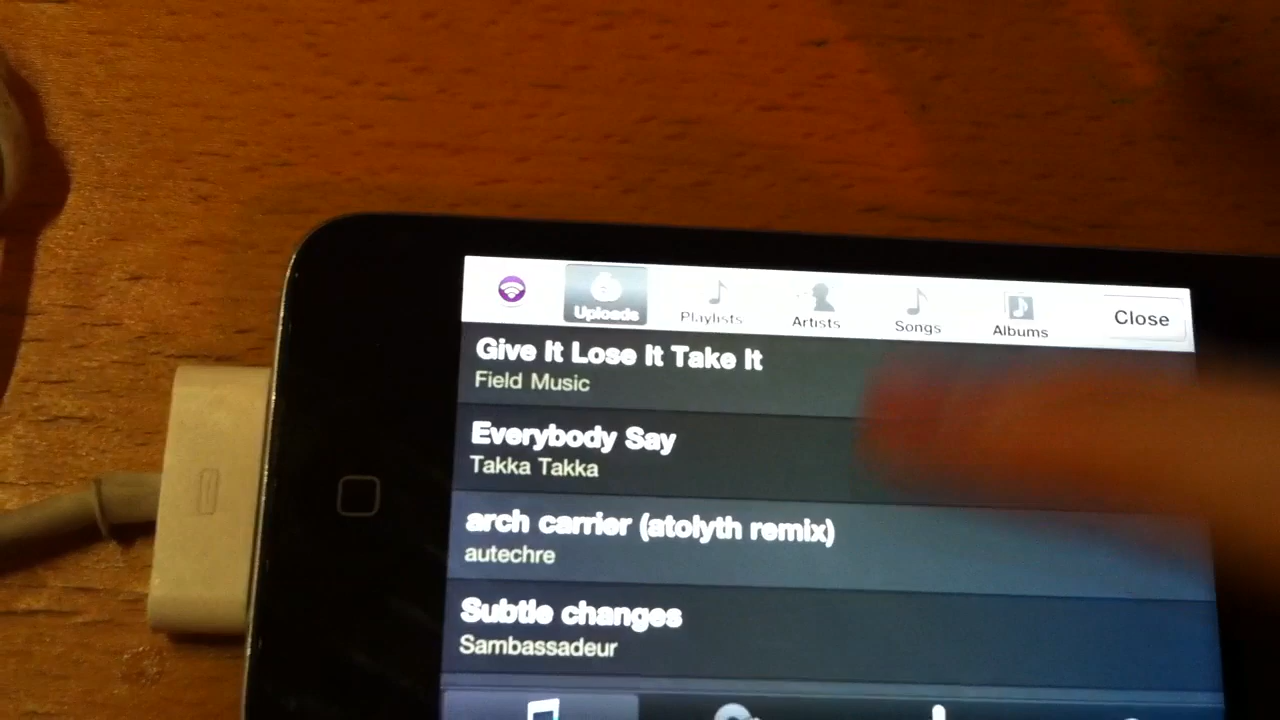 Uploads
Playlists
Artists
Songs
Albums
Close
Give It Lose It Take It
Field Music
Everybody Say
Takka Takka
arch carrier (atolyth remix)
autechre
Subtle changes
Sambassadeur